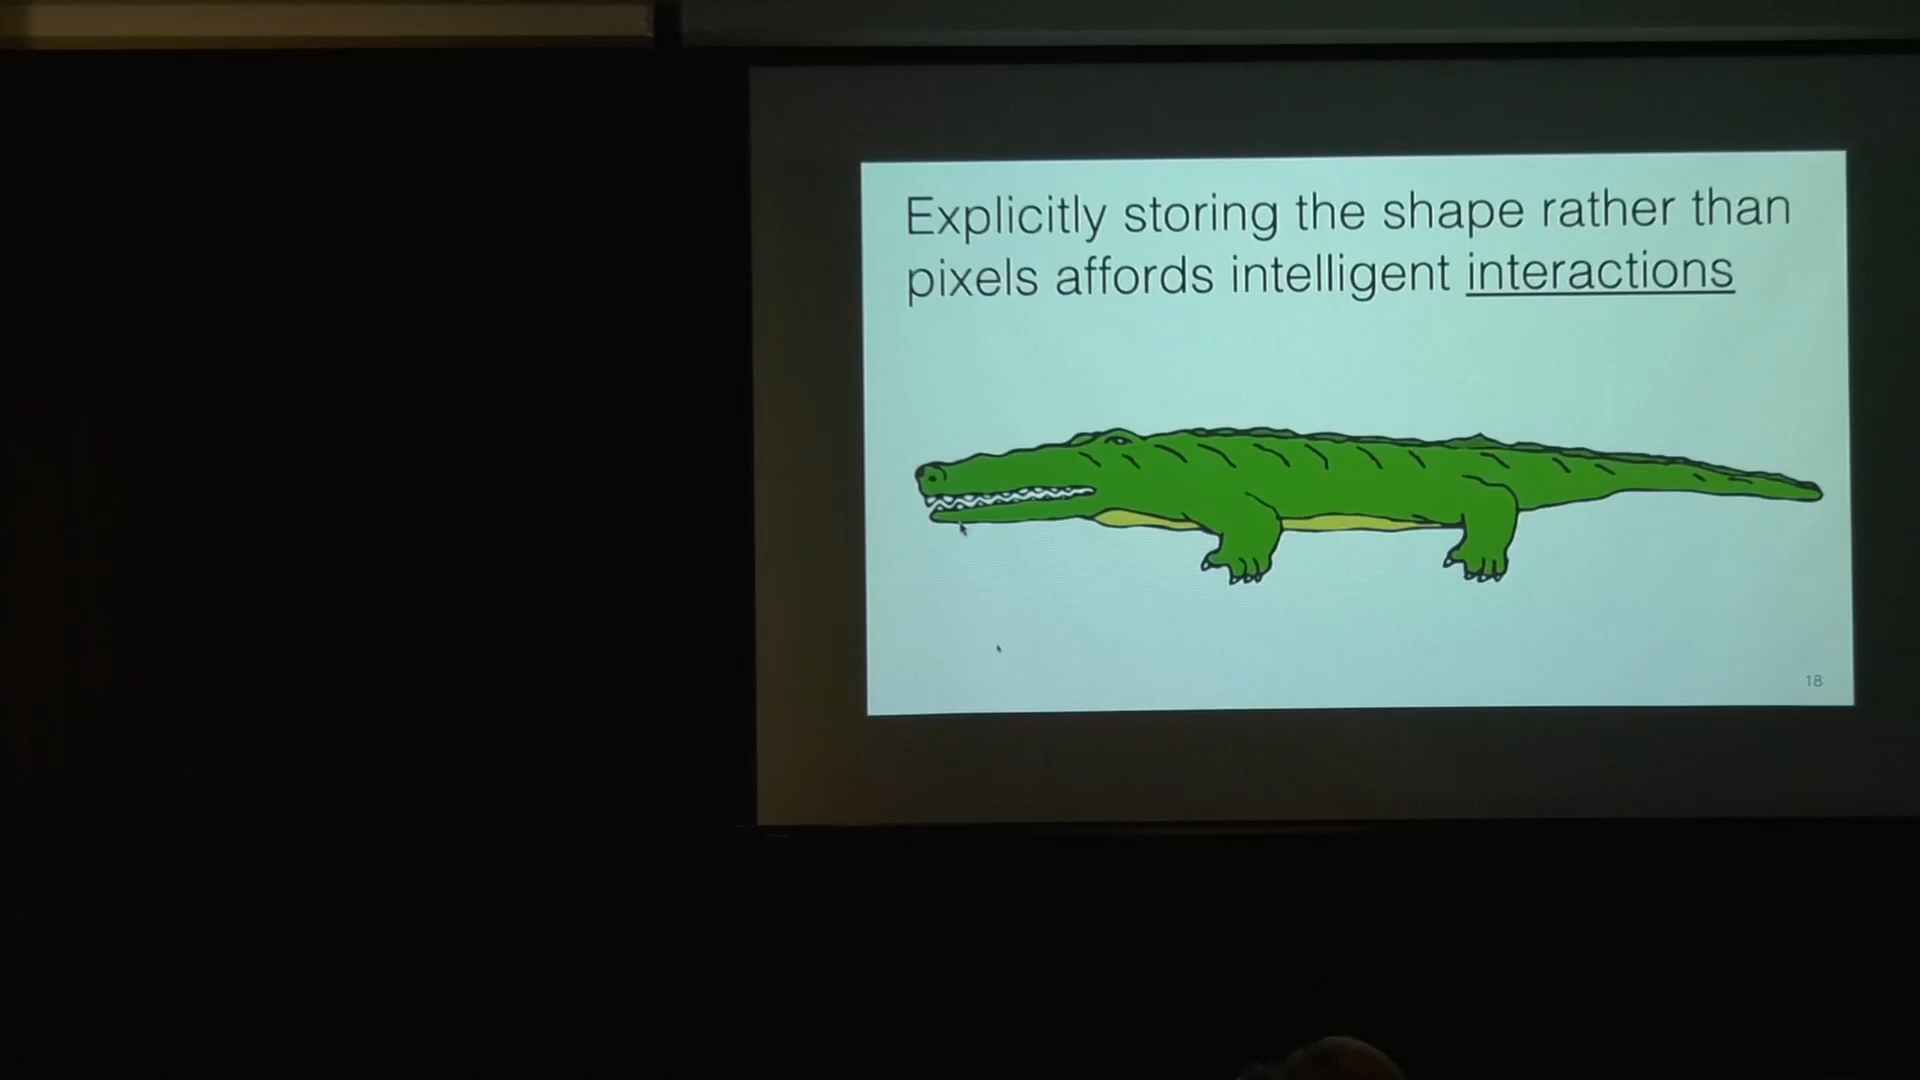 Explicitly storing the shape rather than
pixels affords intelligent interactions
18